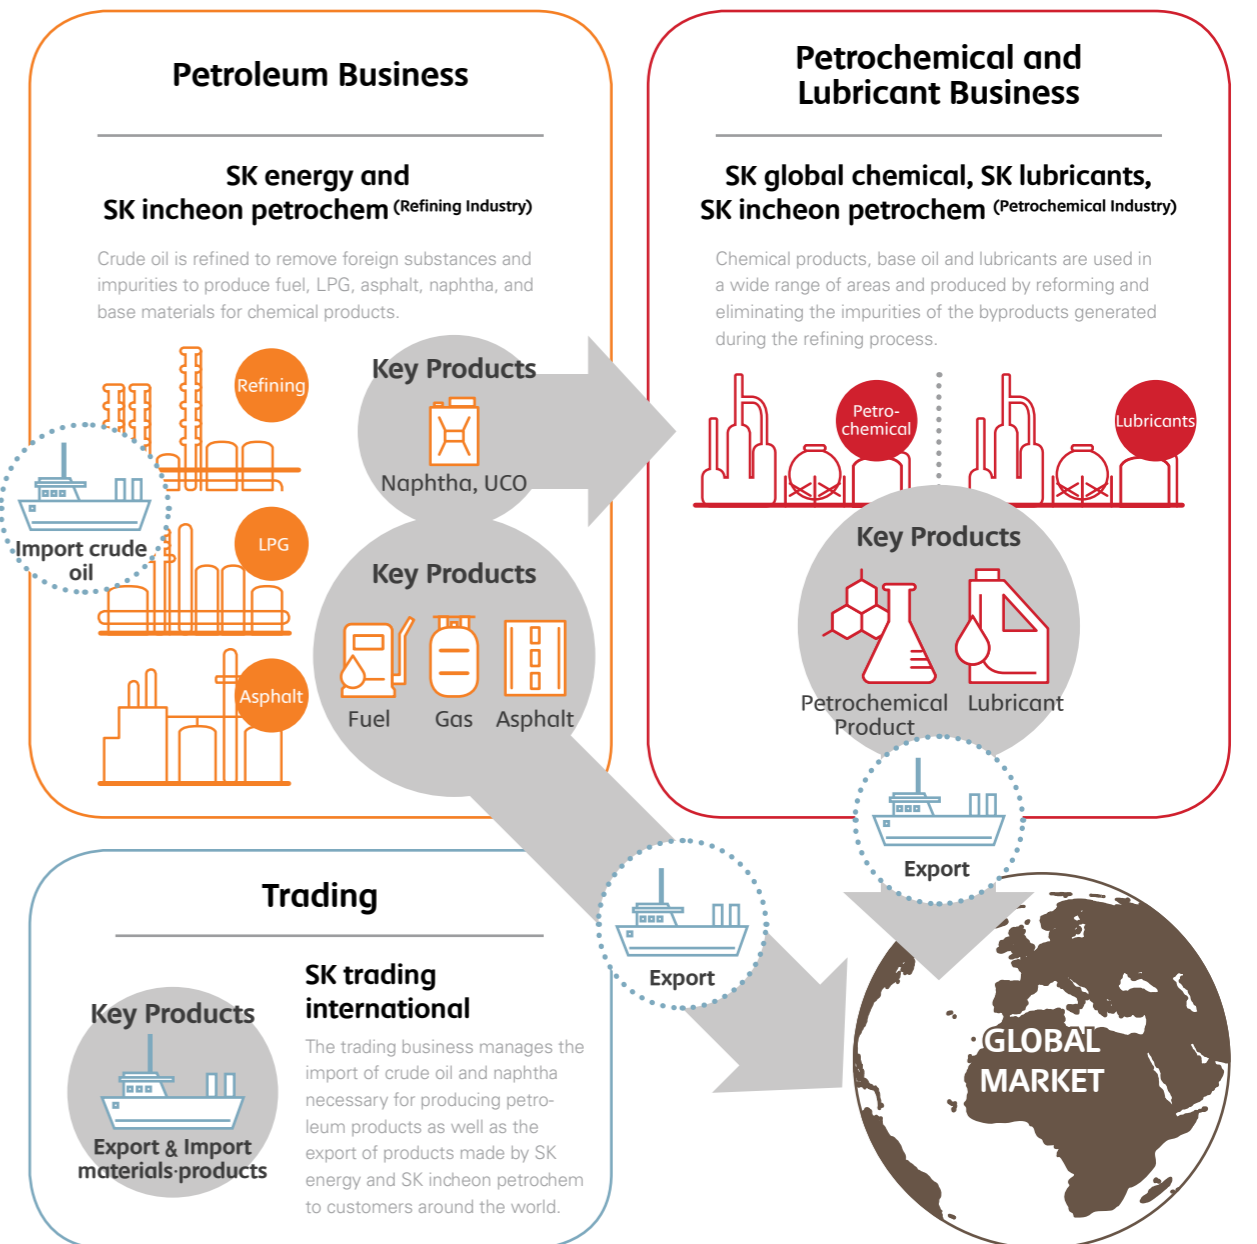 Petroleum Business
SK energy and
SK incheon petrochem (Refining Industry)
Crude oil is refined to remove foreign substances and
impurities to produce fuel, LPG, asphalt, naphtha, and
base materials for chemical products.
Refining
Import crude
oil
LPG
Asphalt
Key Products
Naphtha, UCO
Key Products
Fuel
Gas
Asphalt
Petrochemical and
Lubricant Business
SK global chemical, SK lubricants,
SK incheon petrochem (Petrochemical Industry)
Chemical products, base oil and lubricants are used in
a wide range of areas and produced by reforming and
eliminating the impurities of the byproducts generated
during the refining process.
Petro-
chemical
Lubricants
Key Products
Petrochemical
Product
Lubricant
Export
Export
Trading
Key Products
Export & Import
materials·products
SK trading
international
The trading business manages the
import of crude oil and naphtha
necessary for producing petro-
leum products as well as the
export of products made by SK
energy and SK incheon petrochem
to customers around the world.
GLOBAL
MARKET